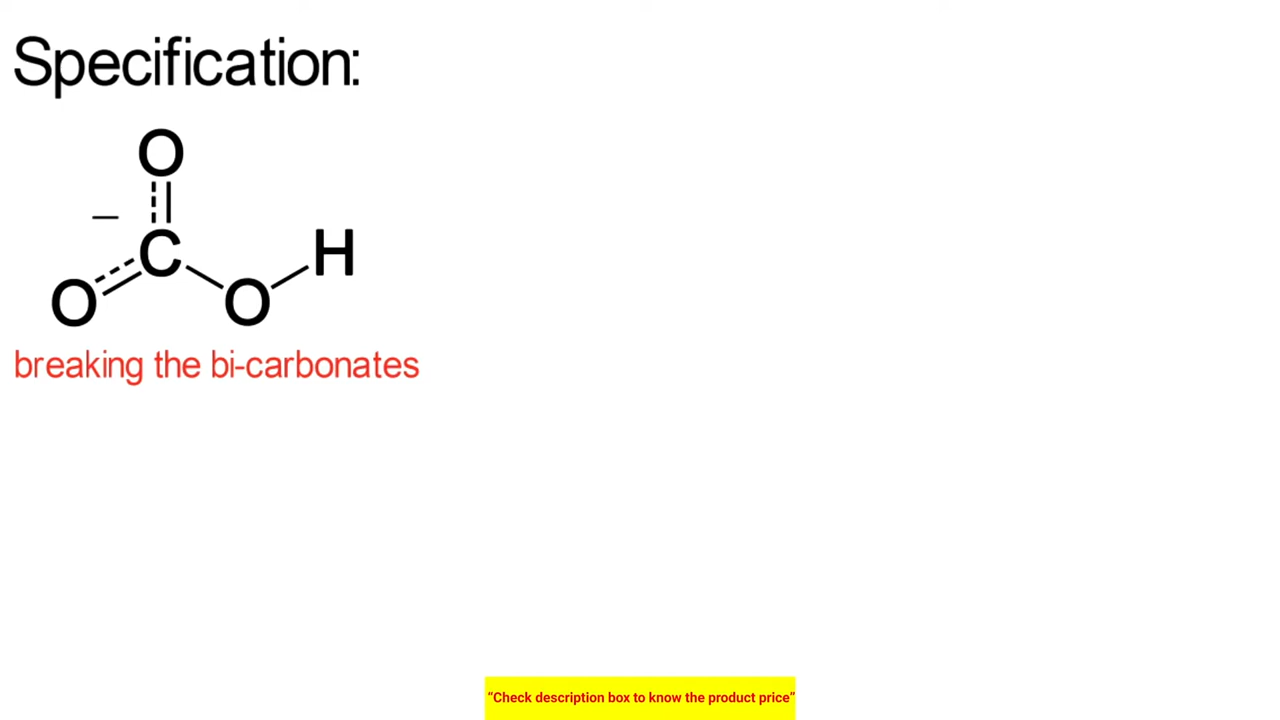 Specification:
O
–
C
H
O
O
breaking the bi-carbonates
“Check description box to know the product price”